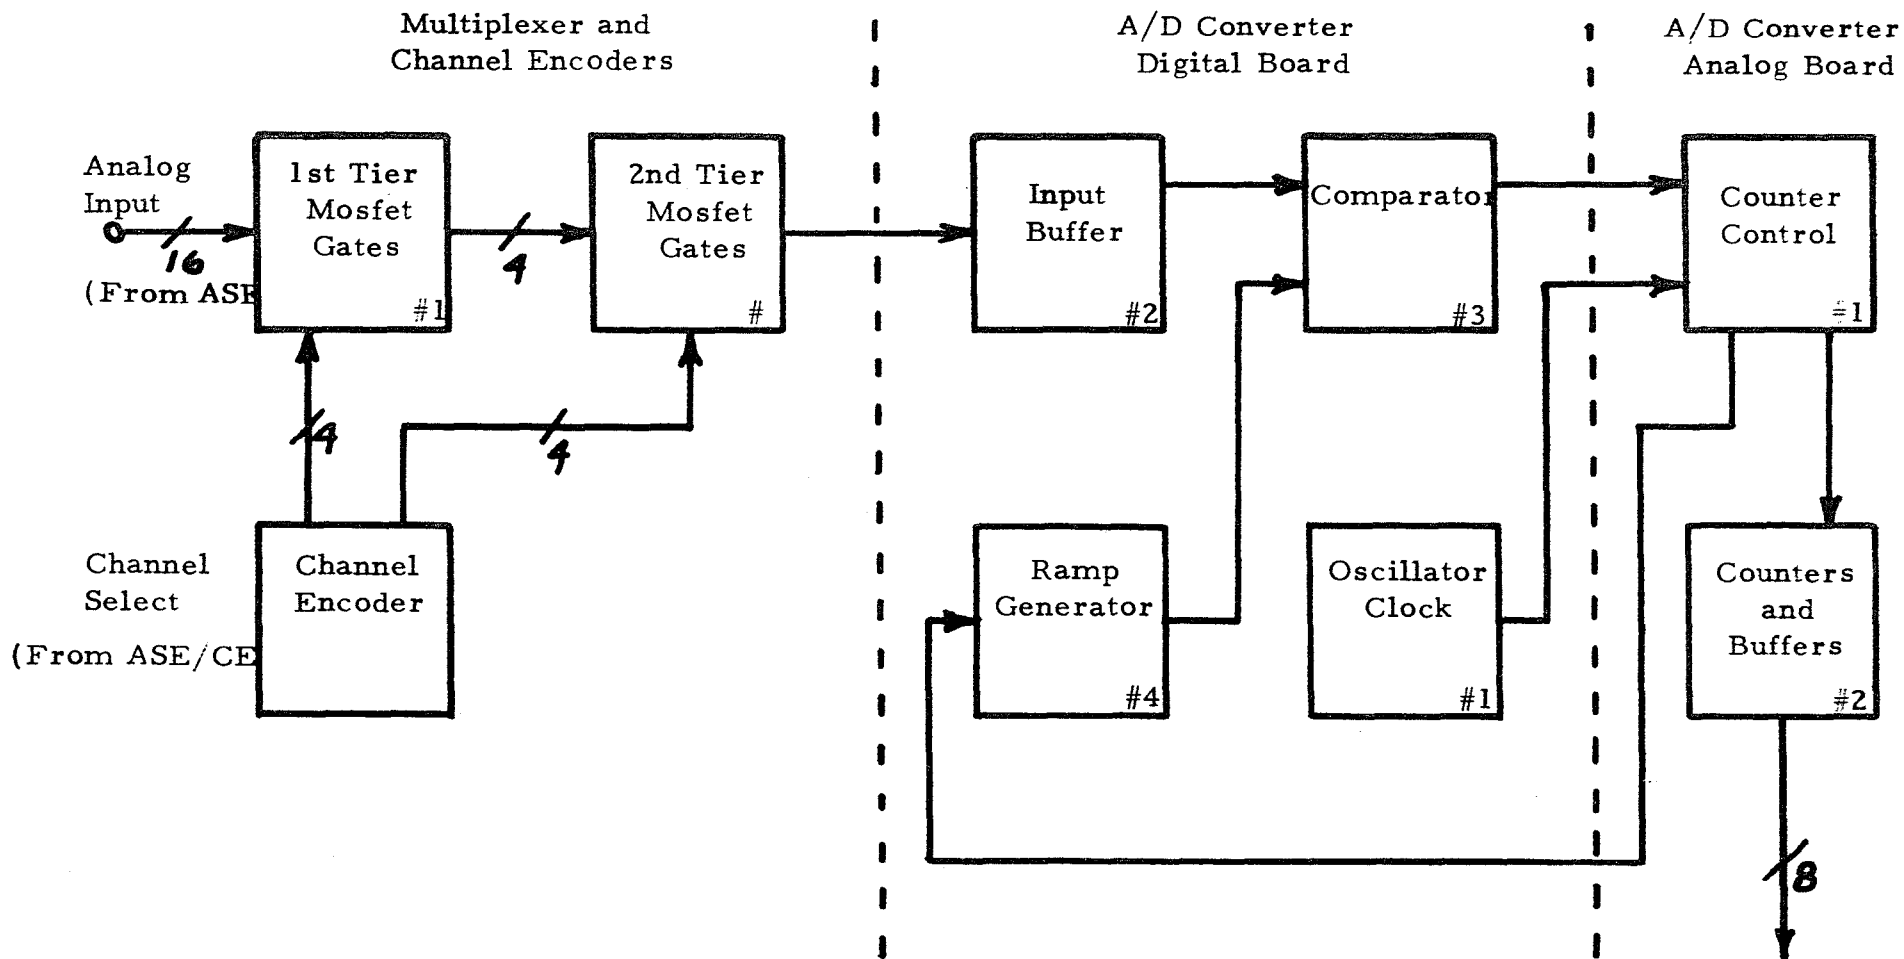 Multiplexer and
Channel Encoders
A/D Converter
Digital Board
A/D Converter
Analog Board
Analog
Input
16
(From ASE
1st Tier
Mosfet
Gates
#1
4
2nd Tier
Mosfet
Gates
#
Input
Buffer
#2
Comparator
#3
Counter
Control
#1
4
4
Channel
Select
(From ASE/CE
Channel
Encoder
Ramp
Generator
#4
Oscillator
Clock
#1
Counters
and
Buffers
#2
8